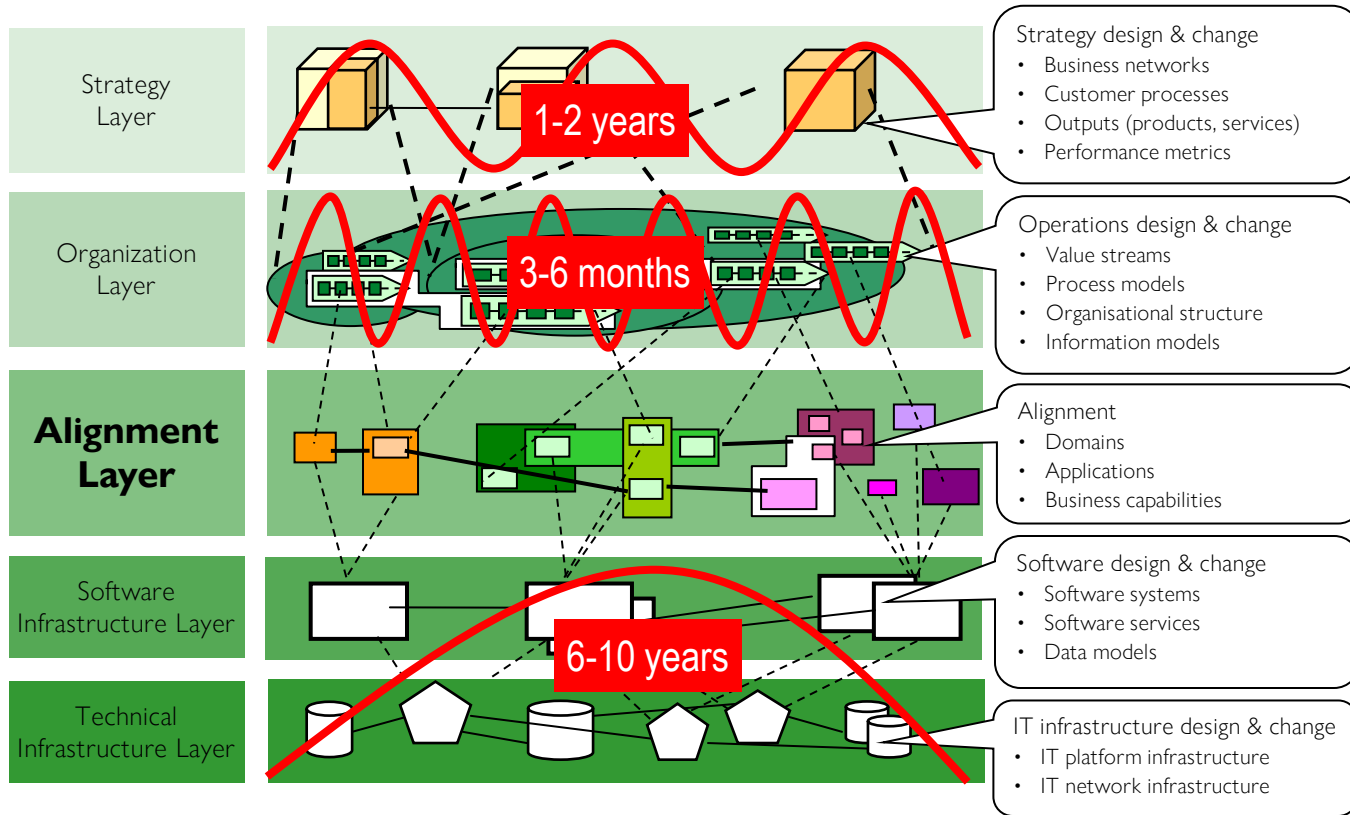 Strategy
Layer
1-2 years
Strategy design & change
• Business networks
• Customer processes
• Outputs (products, services)
• Performance metrics
Organization
Layer
3-6 months
Operations design & change
• Value streams
• Process models
• Organisational structure
• Information models
Alignment
Layer
Alignment
• Domains
• Applications
• Business capabilities
Software
Infrastructure Layer
6-10 years
Software design & change
• Software systems
• Software services
• Data models
Technical
Infrastructure Layer
IT infrastructure design & change
• IT platform infrastructure
• IT network infrastructure